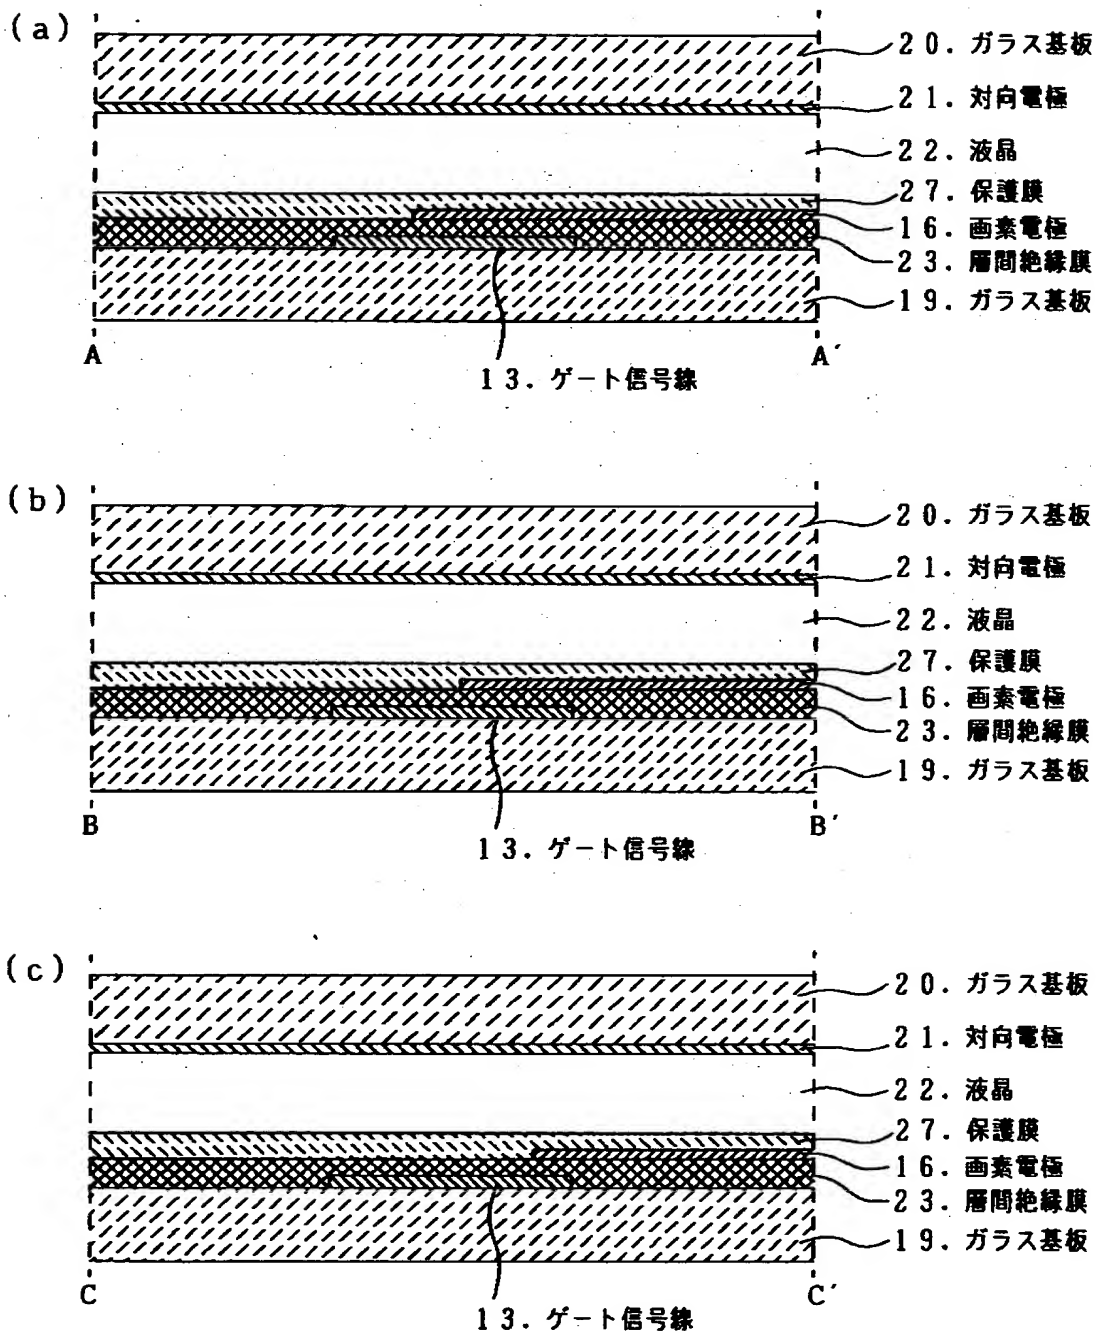 (a)
20. ガラス基板
21. 対向電極
22. 液晶
27. 保護膜
16. 画素電極
23. 層間絶縁膜
19. ガラス基板
A
A´
13. ゲート信号線
(b)
20. ガラス基板
21. 対向電極
22. 液晶
27. 保護膜
16. 画素電極
23. 層間絶縁膜
19. ガラス基板
B
B´
13. ゲート信号線
(c)
20. ガラス基板
21. 対向電極
22. 液晶
27. 保護膜
16. 画素電極
23. 層間絶縁膜
19. ガラス基板
C
C´
13. ゲート信号線